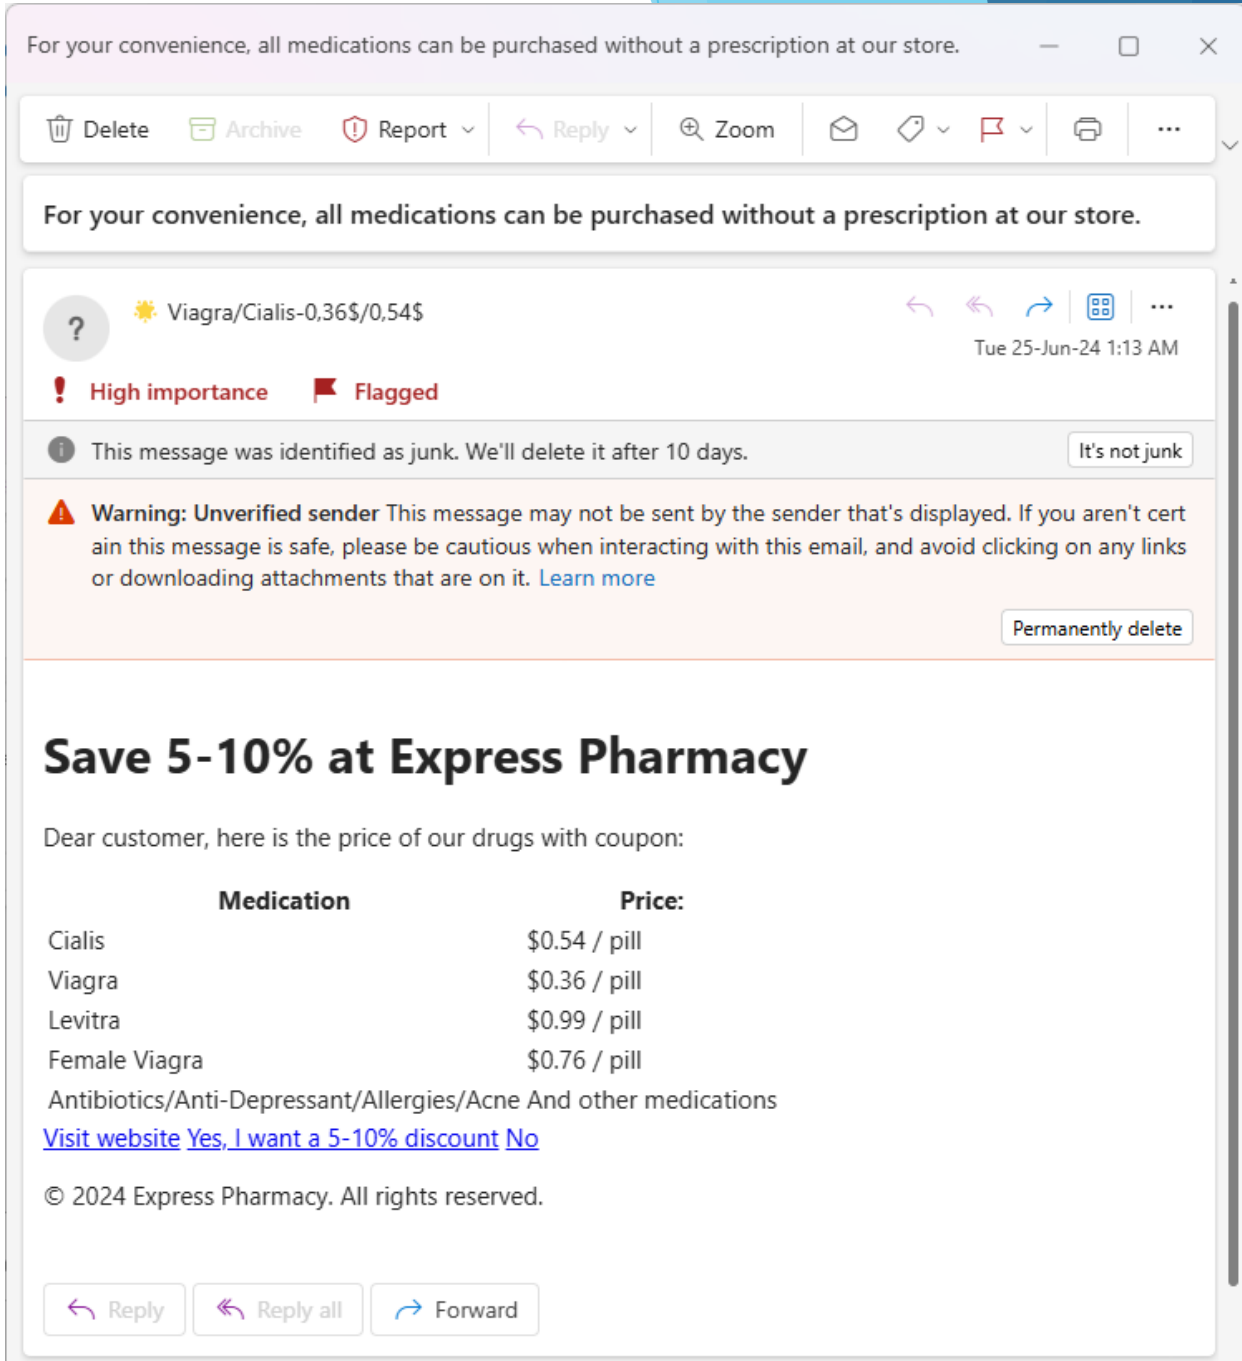 For your convenience, all medications can be purchased without a prescription at our store.
Delete Archive Report Reply Zoom
For your convenience, all medications can be purchased without a prescription at our store.
? 🌟 Viagra/Cialis-0,36$/0,54$
Tue 25-Jun-24 1:13 AM
High importance Flagged
This message was identified as junk. We'll delete it after 10 days. It's not junk
Warning: Unverified sender This message may not be sent by the sender that's displayed. If you aren't cert
ain this message is safe, please be cautious when interacting with this email, and avoid clicking on any links
or downloading attachments that are on it. Learn more
Permanently delete
Save 5-10% at Express Pharmacy
Dear customer, here is the price of our drugs with coupon:
Medication Price:
Cialis $0.54 / pill
Viagra $0.36 / pill
Levitra $0.99 / pill
Female Viagra $0.76 / pill
Antibiotics/Anti-Depressant/Allergies/Acne And other medications
Visit website Yes, I want a 5-10% discount No
© 2024 Express Pharmacy. All rights reserved.
Reply Reply all Forward